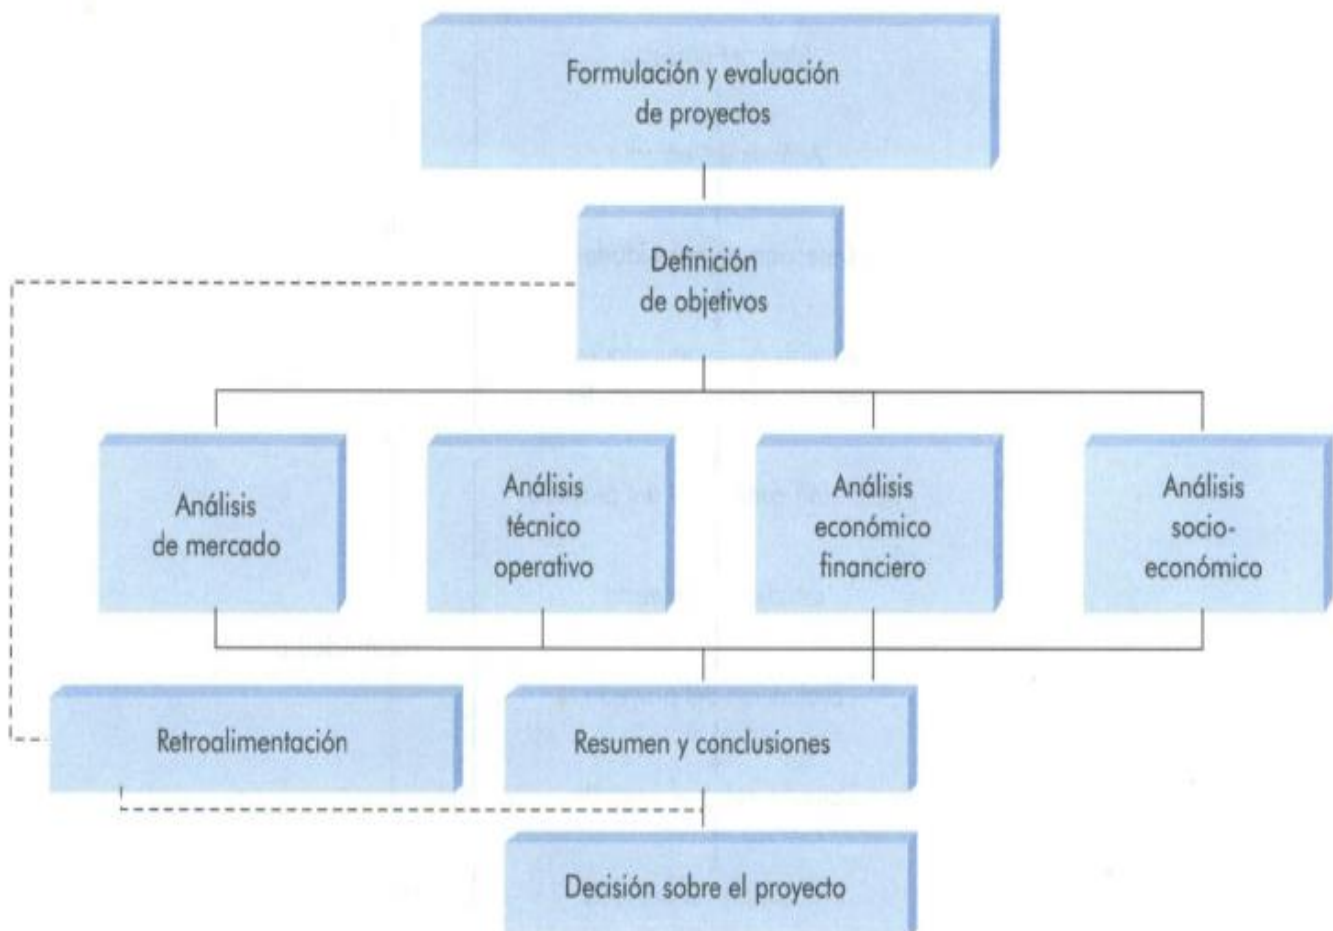 Formulación y evaluación
de proyectos
Definición
de objetivos
Análisis
de mercado
Análisis
técnico
operativo
Análisis
económico
financiero
Análisis
socio-
económico
Retroalimentación
Resumen y conclusiones
Decisión sobre el proyecto